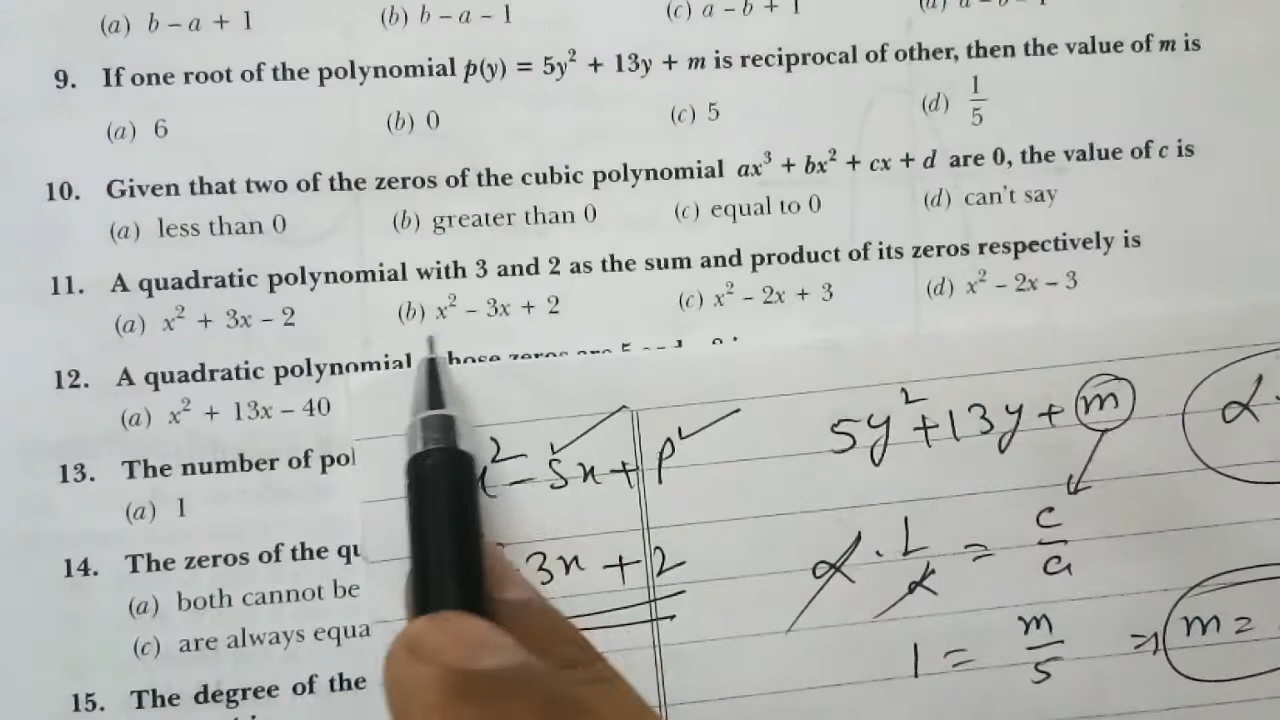 (a) b − a + 1 (b) b − a − 1 (c) a − b + 1
9. If one root of the polynomial p(y) = 5y² + 13y + m is reciprocal of other, then the value of m is
(a) 6 (b) 0 (c) 5 (d) 1/5
10. Given that two of the zeros of the cubic polynomial ax³ + bx² + cx + d are 0, the value of c is
(a) less than 0 (b) greater than 0 (c) equal to 0 (d) can't say
11. A quadratic polynomial with 3 and 2 as the sum and product of its zeros respectively is
(a) x² + 3x − 2 (b) x² − 3x + 2 (c) x² − 2x + 3 (d) x² − 2x − 3
12. A quadratic polynomial
(a) x² + 13x − 40
13. The number of
(a) 1
14. The zeros of the
(a) both cannot be
(c) are always
15. The degree of the
² − Sx + P
3x + 2
5y² + 13y + m
α · 1/α = c/a
1 = m/5 ⇒ m =
α